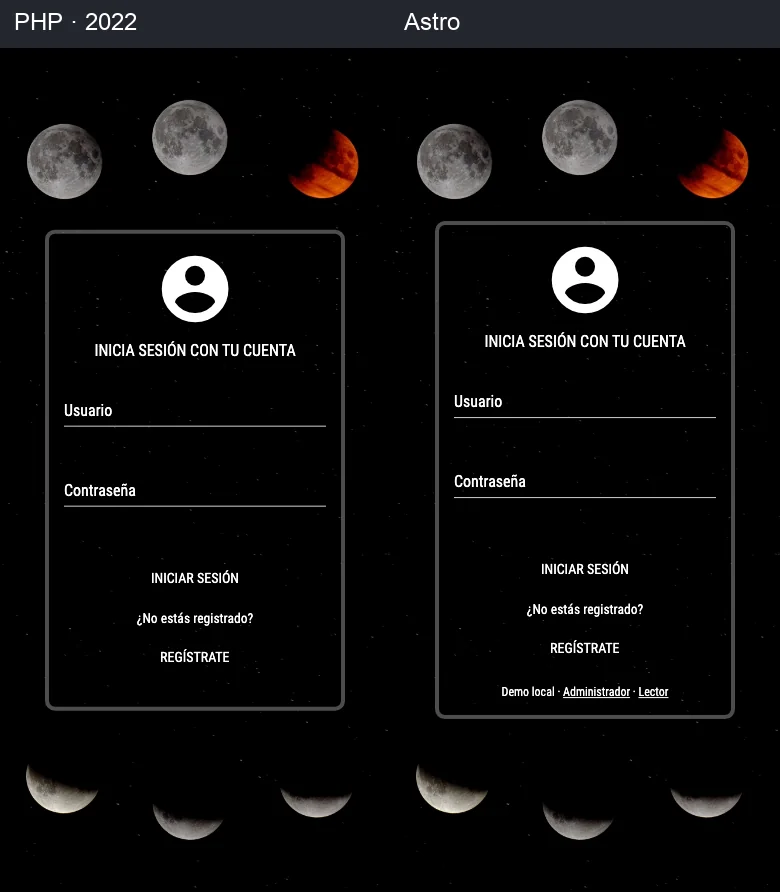 PHP · 2022
Astro
INICIA SESIÓN CON TU CUENTA
Usuario
Contraseña
INICIAR SESIÓN
¿No estás registrado?
REGÍSTRATE
INICIA SESIÓN CON TU CUENTA
Usuario
Contraseña
INICIAR SESIÓN
¿No estás registrado?
REGÍSTRATE
Demo local · Administrador · Lector